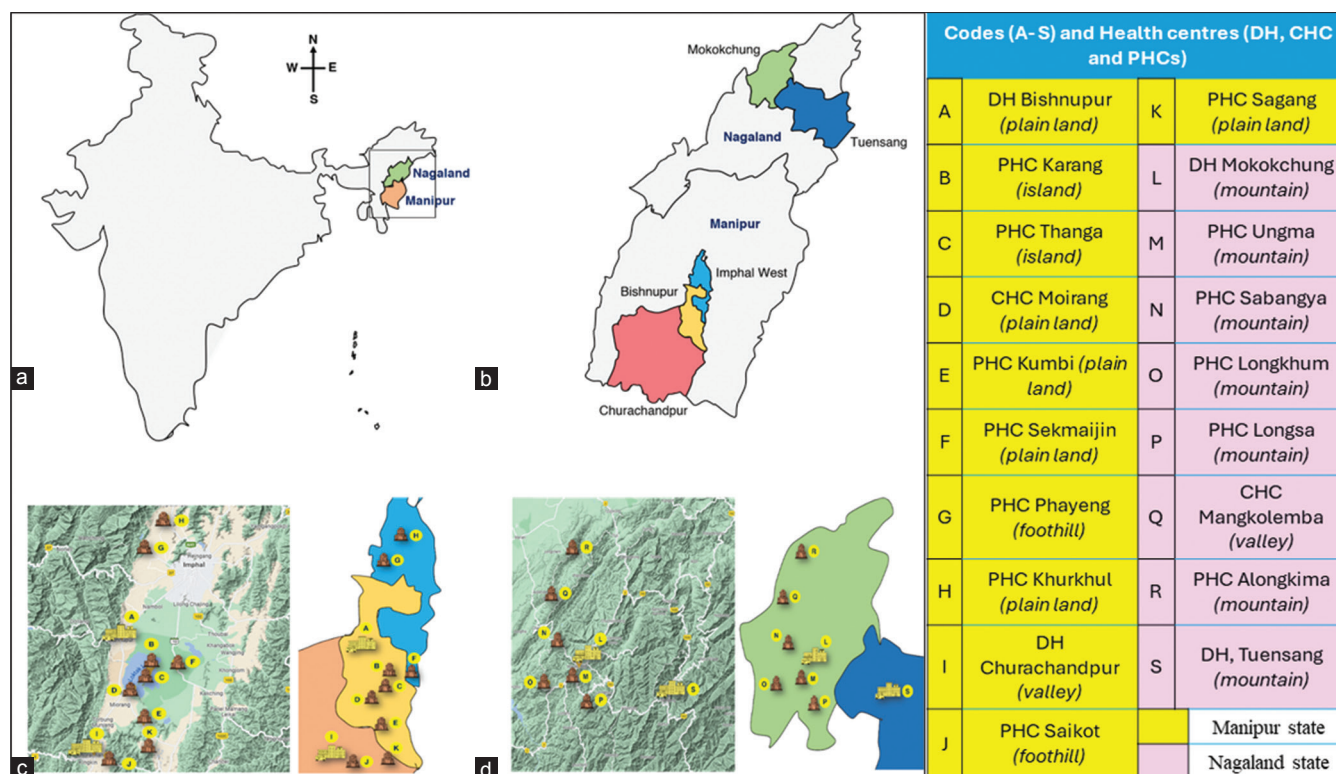 N
W E
S
Nagaland
Manipur
a
Mokokchung
Nagaland
Tuensang
Manipur
Imphal West
Bishnupur
Churachandpur
b
H
G
Imphal
Nambol
A
B
F
C
D
Moirang
E
I
K
J
c
H
G
A
F
B
C
D
E
I
K
J
R
Q
N
L
O
M
S
P
d
R
Q
N
L
O
M
S
P
Codes (A-S) and Health centres (DH, CHC
and PHCs)
A
DH Bishnupur
(plain land)
K
PHC Sagang
(plain land)
B
PHC Karang
(island)
L
DH Mokokchung
(mountain)
C
PHC Thanga
(island)
M
PHC Ungma
(mountain)
D
CHC Moirang
(plain land)
N
PHC Sabangya
(mountain)
E
PHC Kumbi (plain
land)
O
PHC Longkhum
(mountain)
F
PHC Sekmaijin
(plain land)
P
PHC Longsa
(mountain)
G
PHC Phayeng
(foothill)
Q
CHC
Mangkolemba
(valley)
H
PHC Khurkhul
(plain land)
R
PHC Alongkima
(mountain)
I
DH
Churachandpur
(valley)
S
DH, Tuensang
(mountain)
J
PHC Saikot
(foothill)
Manipur state
Nagaland state